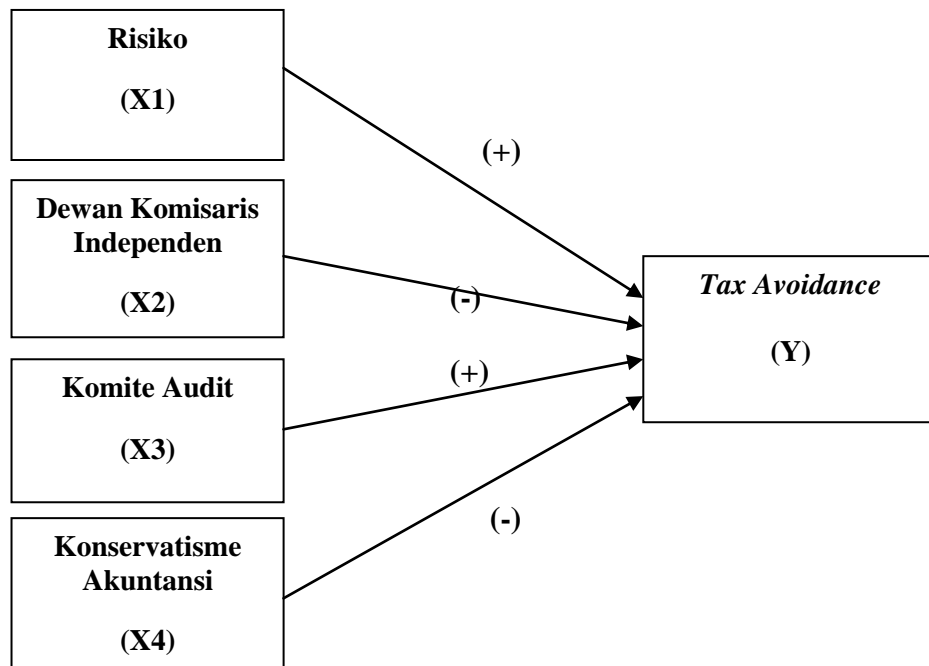 Risiko
(X1)
(+)
Dewan Komisaris
Independen
(X2)
(-)
Tax Avoidance
(Y)
Komite Audit
(X3)
(+)
Konservatisme
Akuntansi
(X4)
(-)